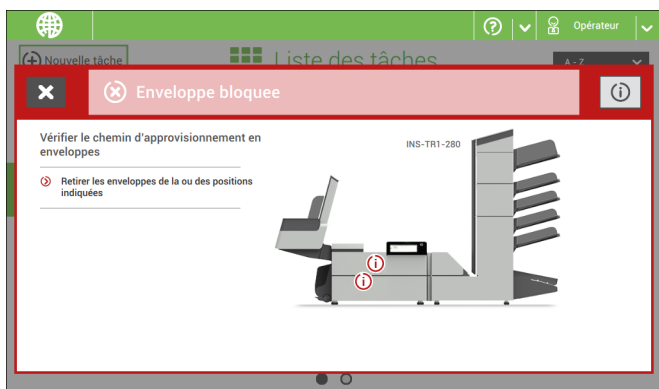 Opérateur
Nouvelle tâche
Liste des tâches
A - Z
Enveloppe bloquee
Vérifier le chemin d'approvisionnement en
enveloppes
INS-TR1-280
Retirer les enveloppes de la ou des positions
indiquées